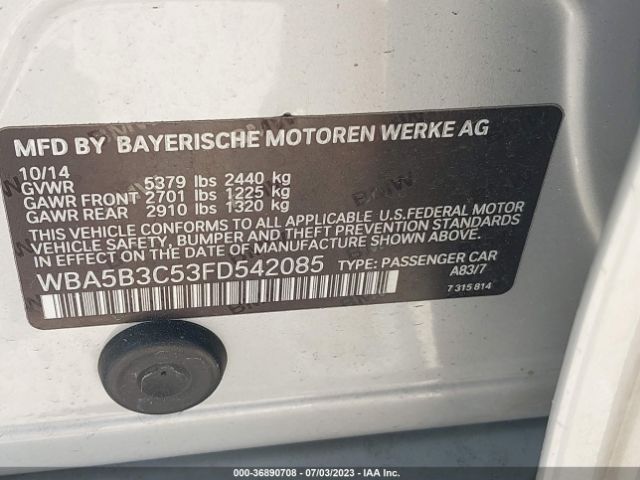 MFD BY BAYERISCHE MOTOREN WERKE AG
10/14
GVWR 5379 lbs 2440 kg
GAWR FRONT 2701 lbs 1225 kg
GAWR REAR 2910 lbs 1320 kg
THIS VEHICLE CONFORMS TO ALL APPLICABLE U.S.FEDERAL MOTOR
VEHICLE SAFETY, BUMPER AND THEFT PREVENTION STANDARDS
IN EFFECT ON THE DATE OF MANUFACTURE SHOWN ABOVE.
WBA5B3C53FD542085 TYPE: PASSENGER CAR
A83/7
7 315 814
000-36890708 - 07/03/2023 - IAA Inc.